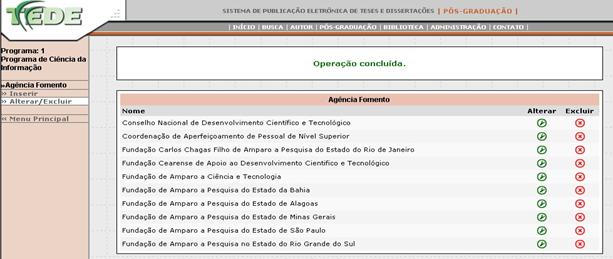 TEDE
SISTEMA DE PUBLICAÇÃO ELETRÔNICA DE TESES E DISSERTAÇÕES | PÓS-GRADUAÇÃO |
| INÍCIO | BUSCA | AUTOR | PÓS-GRADUAÇÃO | BIBLIOTECA | ADMINISTRAÇÃO | CONTATO |
Programa: 1
Programa de Ciência da
Informação
»Agência Fomento
» Inserir
» Alterar/Excluir
« Menu Principal
Operação concluída.
Agência Fomento
Nome Alterar Excluir
Conselho Nacional de Desenvolvimento Científico e Tecnológico
Coordenação de Aperfeiçoamento de Pessoal de Nível Superior
Fundação Carlos Chagas Filho de Amparo a Pesquisa do Estado do Rio de Janeiro
Fundação Cearense de Apoio ao Desenvolvimento Cientifico e Tecnológico
Fundação de Amparo a Ciência e Tecnologia
Fundação de Amparo a Pesquisa do Estado da Bahia
Fundação de Amparo a Pesquisa do Estado de Alagoas
Fundação de Amparo a Pesquisa do Estado de Minas Gerais
Fundação de Amparo a Pesquisa do Estado de São Paulo
Fundação de Amparo a Pesquisa no Estado do Rio Grande do Sul